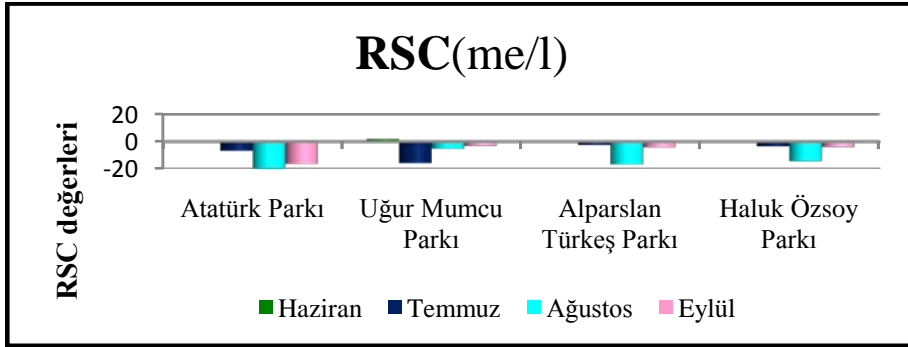 RSC(me/l)
RSC değerleri
20
0
-20
Atatürk Parkı
Uğur Mumcu
Parkı
Alparslan
Türkeş Parkı
Haluk Özsoy
Parkı
Haziran
Temmuz
Ağustos
Eylül